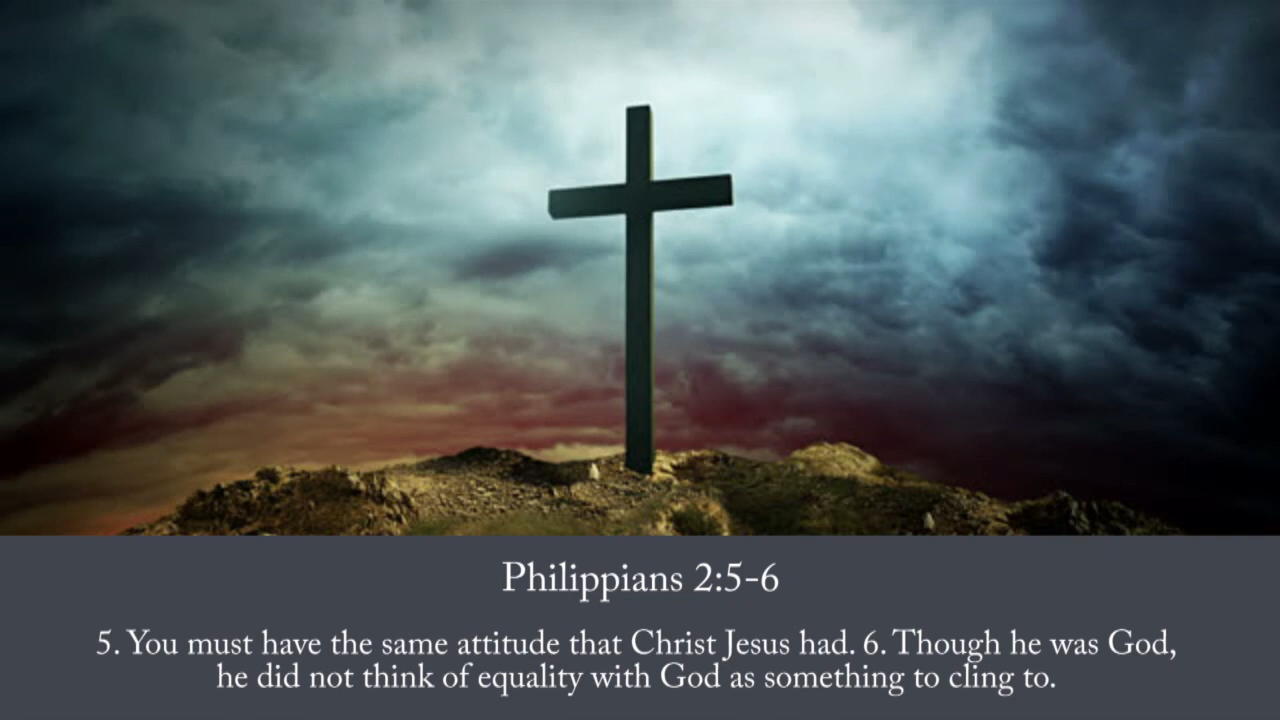 Philippians 2:5-6
5. You must have the same attitude that Christ Jesus had. 6. Though he was God,
he did not think of equality with God as something to cling to.